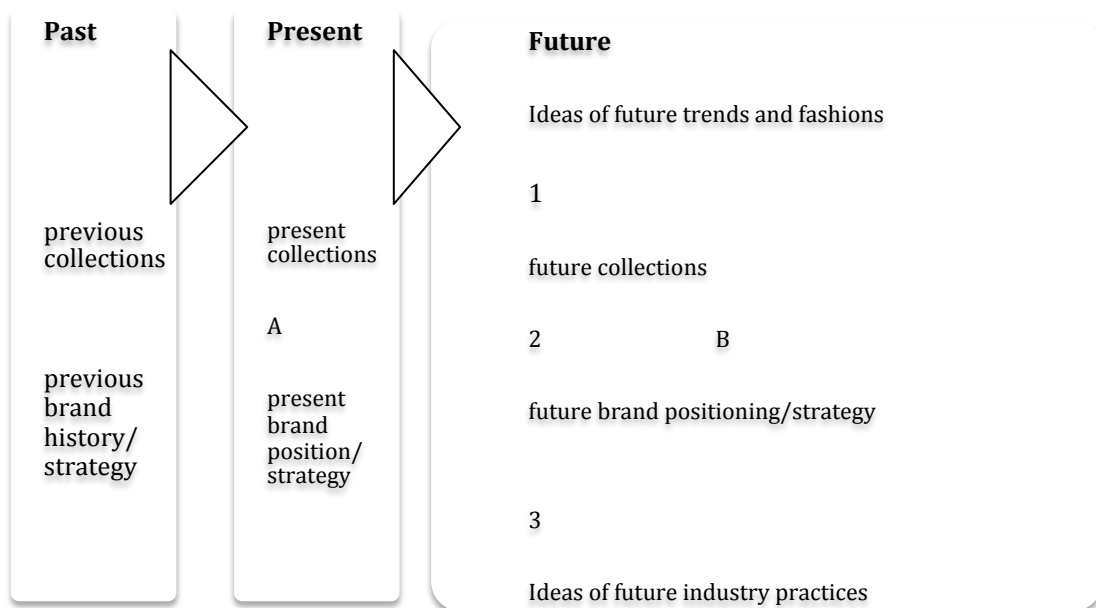 Past
previous
collections
previous
brand
history/
strategy
Present
present
collections
A
present
brand
position/
strategy
Future
Ideas of future trends and fashions
1
future collections
2 B
future brand positioning/strategy
3
Ideas of future industry practices